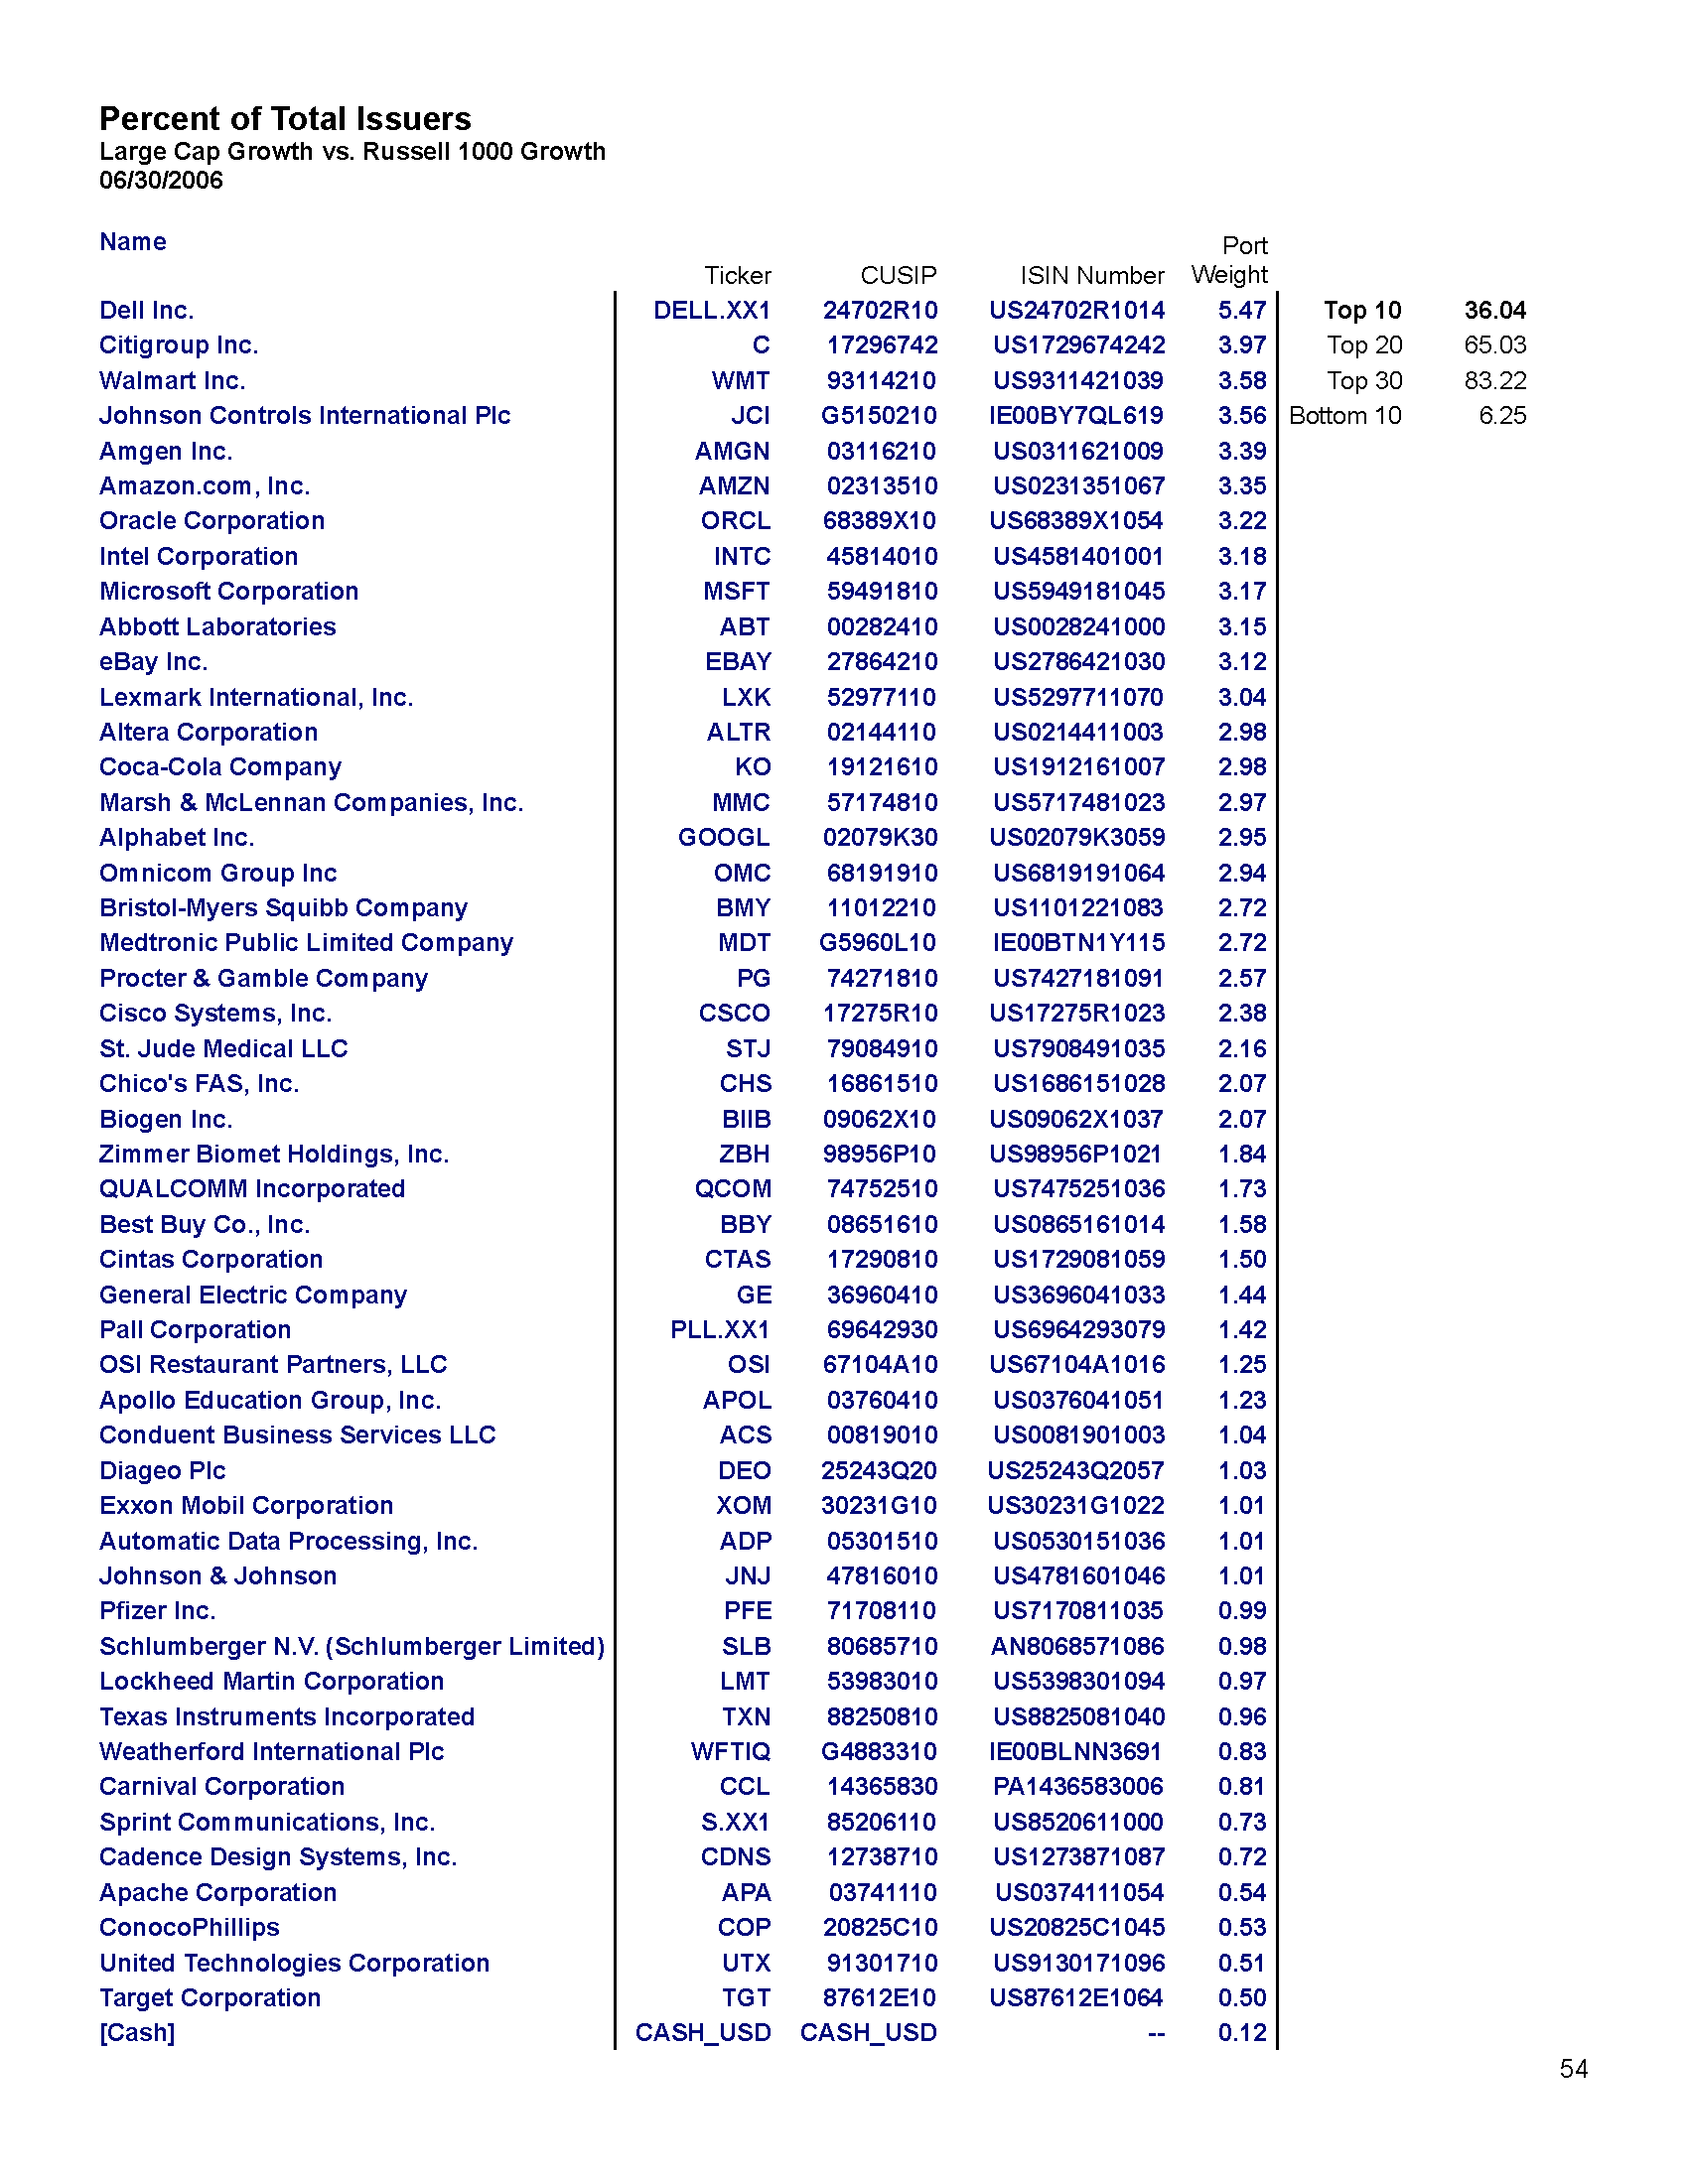 Percent of Total Issuers
Large Cap Growth vs. Russell 1000 Growth
06/30/2006
Name Port
Ticker CUSIP ISIN Number Weight
Dell Inc. DELL.XX1 24702R10 US24702R1014 5.47 Top 10 36.04
Citigroup Inc. C 17296742 US1729674242 3.97 Top 20 65.03
Walmart Inc. WMT 93114210 US9311421039 3.58 Top 30 83.22
Johnson Controls International Plc JCI G5150210 IE00BY7QL619 3.56 Bottom 10 6.25
Amgen Inc. AMGN 03116210 US0311621009 3.39
Amazon.com, Inc. AMZN 02313510 US0231351067 3.35
Oracle Corporation ORCL 68389X10 US68389X1054 3.22
Intel Corporation INTC 45814010 US4581401001 3.18
Microsoft Corporation MSFT 59491810 US5949181045 3.17
Abbott Laboratories ABT 00282410 US0028241000 3.15
eBay Inc. EBAY 27864210 US2786421030 3.12
Lexmark International, Inc. LXK 52977110 US5297711070 3.04
Altera Corporation ALTR 02144110 US0214411003 2.98
Coca-Cola Company KO 19121610 US1912161007 2.98
Marsh & McLennan Companies, Inc. MMC 57174810 US5717481023 2.97
Alphabet Inc. GOOGL 02079K30 US02079K3059 2.95
Omnicom Group Inc OMC 68191910 US6819191064 2.94
Bristol-Myers Squibb Company BMY 11012210 US1101221083 2.72
Medtronic Public Limited Company MDT G5960L10 IE00BTN1Y115 2.72
Procter & Gamble Company PG 74271810 US7427181091 2.57
Cisco Systems, Inc. CSCO 17275R10 US17275R1023 2.38
St. Jude Medical LLC STJ 79084910 US7908491035 2.16
Chico's FAS, Inc. CHS 16861510 US1686151028 2.07
Biogen Inc. BIIB 09062X10 US09062X1037 2.07
Zimmer Biomet Holdings, Inc. ZBH 98956P10 US98956P1021 1.84
QUALCOMM Incorporated QCOM 74752510 US7475251036 1.73
Best Buy Co., Inc. BBY 08651610 US0865161014 1.58
Cintas Corporation CTAS 17290810 US1729081059 1.50
General Electric Company GE 36960410 US3696041033 1.44
Pall Corporation PLL.XX1 69642930 US6964293079 1.42
OSI Restaurant Partners, LLC OSI 67104A10 US67104A1016 1.25
Apollo Education Group, Inc. APOL 03760410 US0376041051 1.23
Conduent Business Services LLC ACS 00819010 US0081901003 1.04
Diageo Plc DEO 25243Q20 US25243Q2057 1.03
Exxon Mobil Corporation XOM 30231G10 US30231G1022 1.01
Automatic Data Processing, Inc. ADP 05301510 US0530151036 1.01
Johnson & Johnson JNJ 47816010 US4781601046 1.01
Pfizer Inc. PFE 71708110 US7170811035 0.99
Schlumberger N.V. (Schlumberger Limited) SLB 80685710 AN8068571086 0.98
Lockheed Martin Corporation LMT 53983010 US5398301094 0.97
Texas Instruments Incorporated TXN 88250810 US8825081040 0.96
Weatherford International Plc WFTIQ G4883310 IE00BLNN3691 0.83
Carnival Corporation CCL 14365830 PA1436583006 0.81
Sprint Communications, Inc. S.XX1 85206110 US8520611000 0.73
Cadence Design Systems, Inc. CDNS 12738710 US1273871087 0.72
Apache Corporation APA 03741110 US0374111054 0.54
ConocoPhillips COP 20825C10 US20825C1045 0.53
United Technologies Corporation UTX 91301710 US9130171096 0.51
Target Corporation TGT 87612E10 US87612E1064 0.50
[Cash] CASH_USD CASH_USD -- 0.12
54